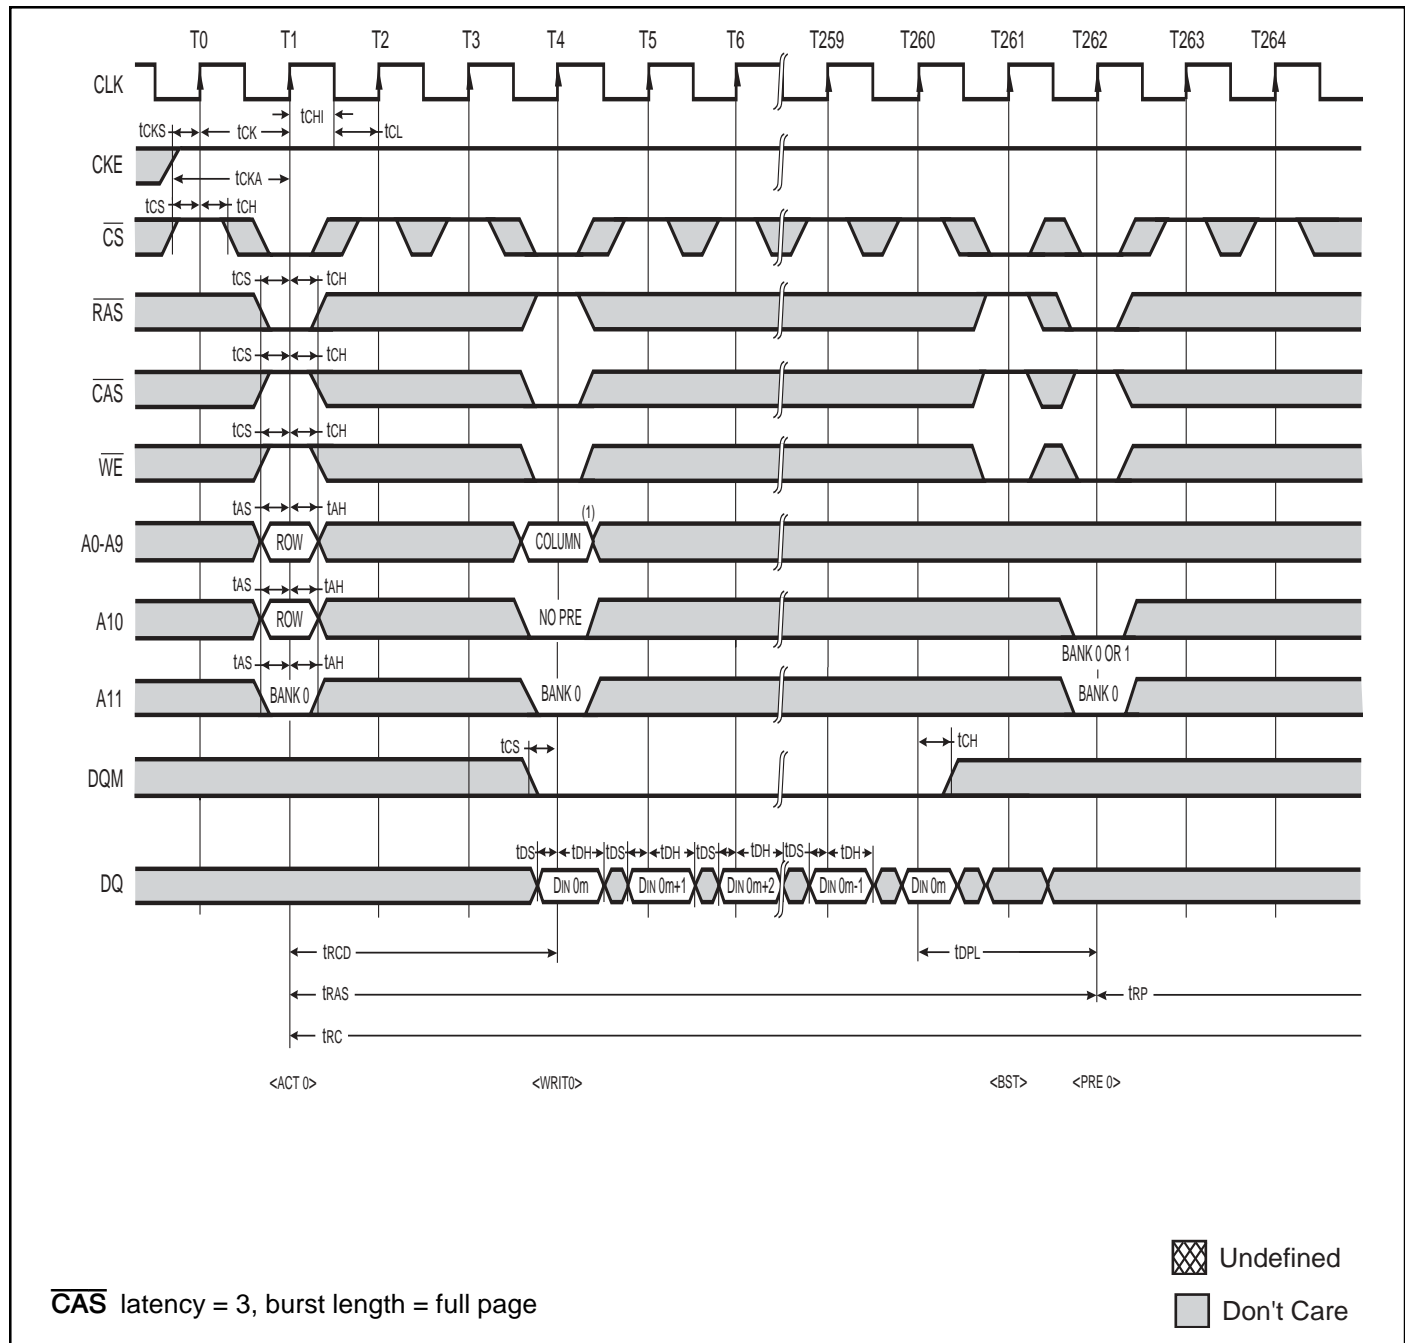 T0 T1 T2 T3 T4 T5 T6 T259 T260 T261 T262 T263 T264
CLK
tCHI
tCKS tCK tCL
CKE
tCKA
tCS tCH
CS
tCS tCH
RAS
tCS tCH
CAS
tCS tCH
WE
tAS tAH (1)
A0-A9 ROW COLUMN
tAS tAH
A10 ROW NO PRE
BANK 0 OR 1
tAS tAH
A11 BANK 0 BANK 0 BANK 0
tCS tCH
DQM
tDS tDH tDS tDH tDS tDH tDS tDH
DQ DIN 0m DIN 0m+1 DIN 0m+2 DIN 0m-1 DIN 0m
tRCD tDPL
tRAS tRP
tRC
<ACT 0> <WRIT0> <BST> <PRE 0>
Undefined
CAS latency = 3, burst length = full page
Don't Care